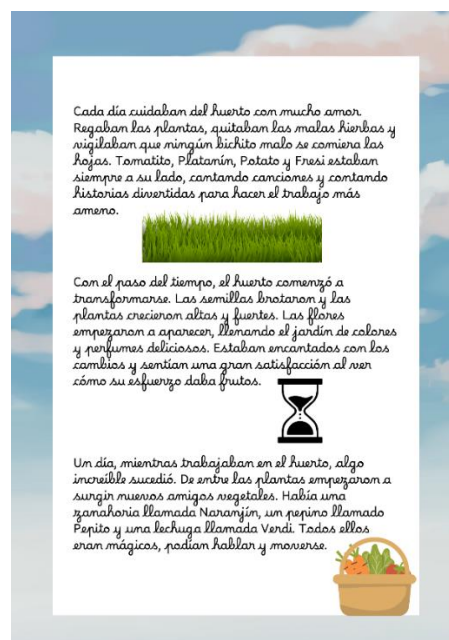 Cada día cuidaban del huerto con mucho amor.
Regaban las plantas, quitaban las malas hierbas y
vigilaban que ningún bichito malo se comiera las
hojas. Tomatito, Platanín, Potato y Fresi estaban
siempre a su lado, cantando canciones y contando
historias divertidas para hacer el trabajo más
ameno.
Con el paso del tiempo, el huerto comenzó a
transformarse. Las semillas brotaron y las
plantas crecieron altas y fuertes. Las flores
empezaron a aparecer, llenando el jardín de colores
y perfumes deliciosos. Estaban encantados con los
cambios y sentían una gran satisfacción al ver
cómo su esfuerzo daba frutos.
Un día, mientras trabajaban en el huerto, algo
increíble sucedió. De entre las plantas empezaron a
surgir nuevos amigos vegetales. Había una
zanahoria llamada Naranjín, un pepino llamado
Pepito y una lechuga llamada Verdi. Todos ellos
eran mágicos, podían hablar y moverse.